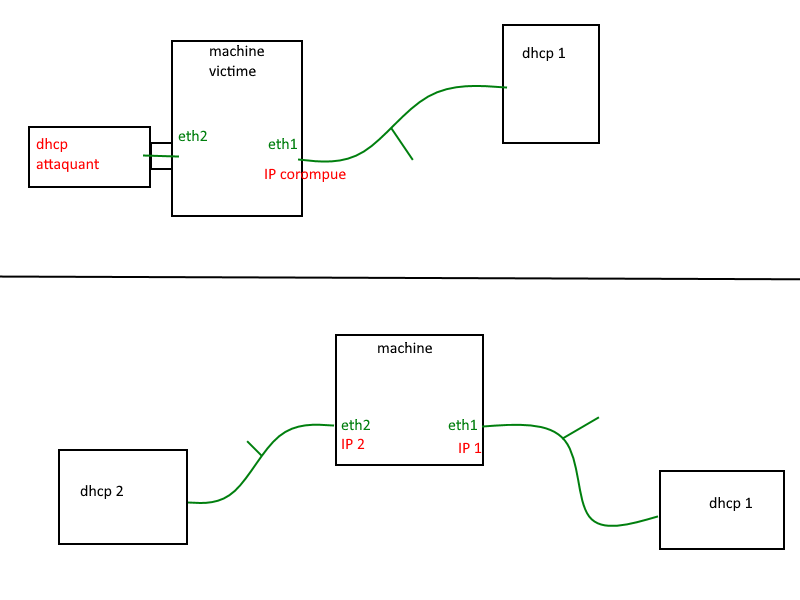 machine
victime
dhcp 1
eth2
eth1
dhcp
attaquant
IP corompue
machine
eth2
eth1
IP 2
IP 1
dhcp 2
dhcp 1